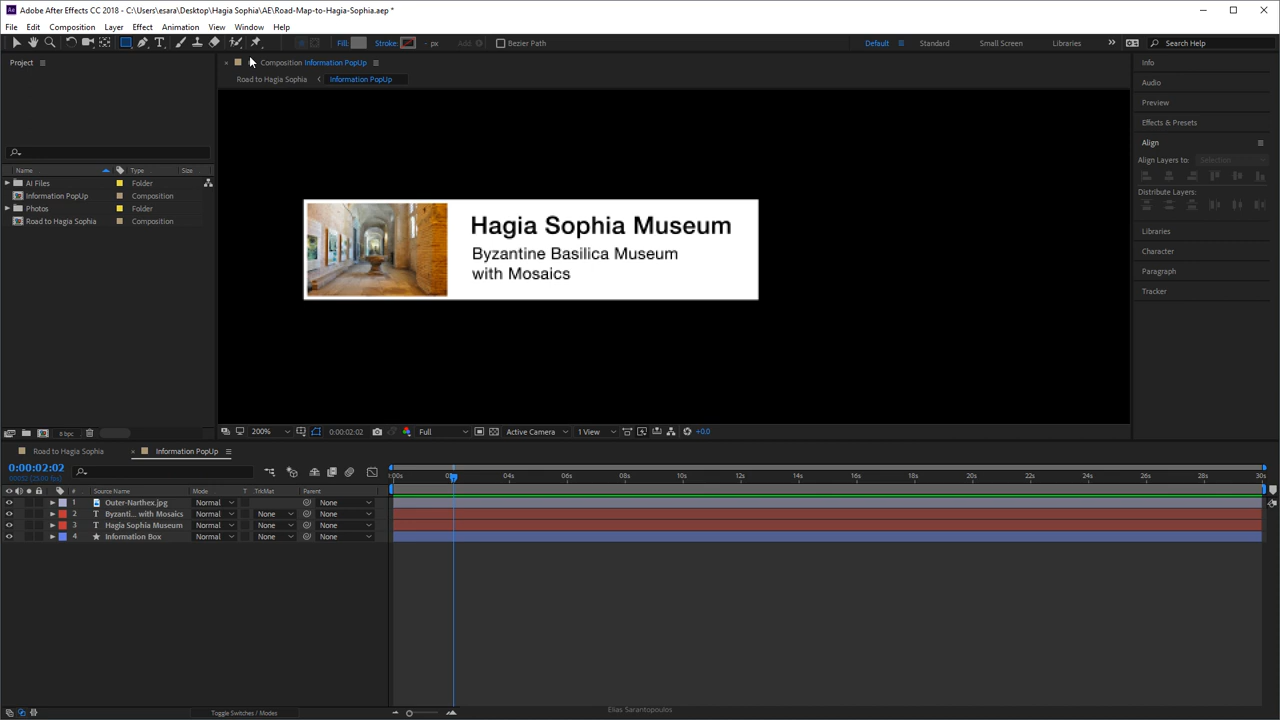 Adobe After Effects CC 2018 - C:\Users\esara\Desktop\Hagia Sophia\AE\Road-Map-to-Hagia-Sophia.aep *
File Edit Composition Layer Effect Animation View Window Help
Fill Stroke: - px Add Bezier Path Default Standard Small Screen Libraries Search Help
Project
Composition Information PopUp
Road to Hagia Sophia Information PopUp
Name Type Size
AI Files Folder
Information PopUp Composition
Photos Folder
Road to Hagia Sophia Composition
Hagia Sophia Museum
Byzantine Basilica Museum
with Mosaics
Info
Audio
Preview
Effects & Presets
Align
Align Layers to: Selection
Distribute Layers:
Libraries
Character
Paragraph
Tracker
8 bpc 200% 0:00:02:02 Full Active Camera 1 View +0.0
Road to Hagia Sophia Information PopUp
0:00:02:02
# Source Name Mode T TrkMat Parent
:00s 04s 06s 08s 10s 12s 14s 16s 18s 20s 22s 24s 26s 28s 30s
1 Outer-Narthex.jpg Normal None
2 Byzanti... with Mosaics Normal None None
3 Hagia Sophia Museum Normal None None
4 Information Box Normal None None
Toggle Switches / Modes
Elias Sarantopoulos